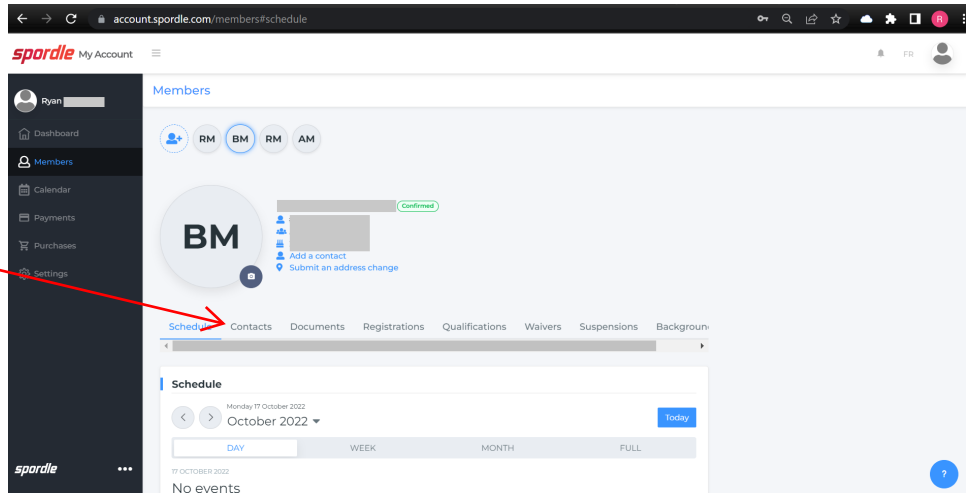 account.spordle.com/members#schedule
R
spordle My Account
FR
Ryan
Members
Dashboard
Members
Calendar
Payments
Purchases
Settings
RM BM RM AM
Confirmed
BM
Add a contact
Submit an address change
Schedule Contacts Documents Registrations Qualifications Waivers Suspensions Backgroun
Schedule
Monday 17 October 2022
October 2022
Today
DAY WEEK MONTH FULL
17 OCTOBER 2022
No events
spordle
?